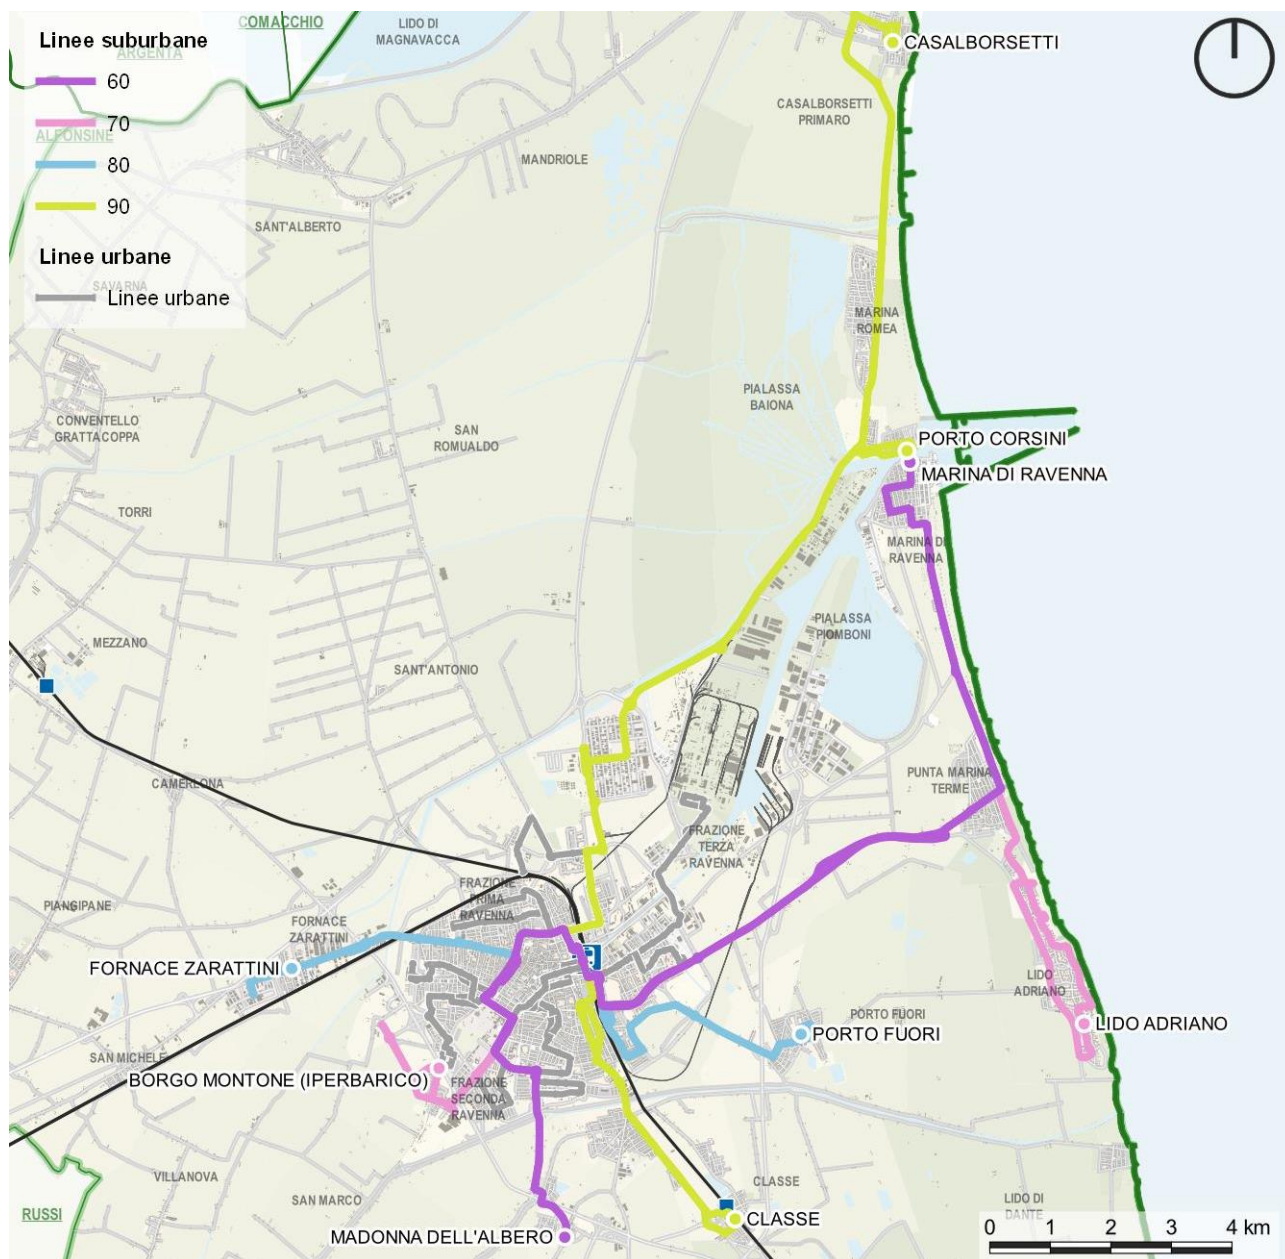 Linee suburbane
60
70
80
90
Linee urbane
Linee urbane
COMACCHIO
ARGENTA
ALFONSINE
SAVARNA
LIDO DI
MAGNAVACCA
CASALBORSETTI
CASALBORSETTI
PRIMARO
MANDRIOLE
SANT'ALBERTO
MARINA
ROMEA
PIALASSA
BAIONA
CONVENTELLO
GRATTACOPPA
SAN
ROMUALDO
PORTO CORSINI
MARINA DI RAVENNA
TORRI
MARINA DI
RAVENNA
PIALASSA
PIOMBONI
MEZZANO
SANT'ANTONIO
PUNTA MARINA
TERME
CAMERLONA
FRAZIONE
TERZA
RAVENNA
FRAZIONE
PRIMA
RAVENNA
PIANGIPANE
FORNACE
ZARATTINI
FORNACE ZARATTINI
LIDO
ADRIANO
LIDO ADRIANO
PORTO FUORI
PORTO FUORI
SAN MICHELE
BORGO MONTONE (IPERBARICO)
FRAZIONE
SECONDA
RAVENNA
VILLANOVA
SAN MARCO
CLASSE
CLASSE
LIDO DI
DANTE
RUSSI
MADONNA DELL'ALBERO
0 1 2 3 4 km